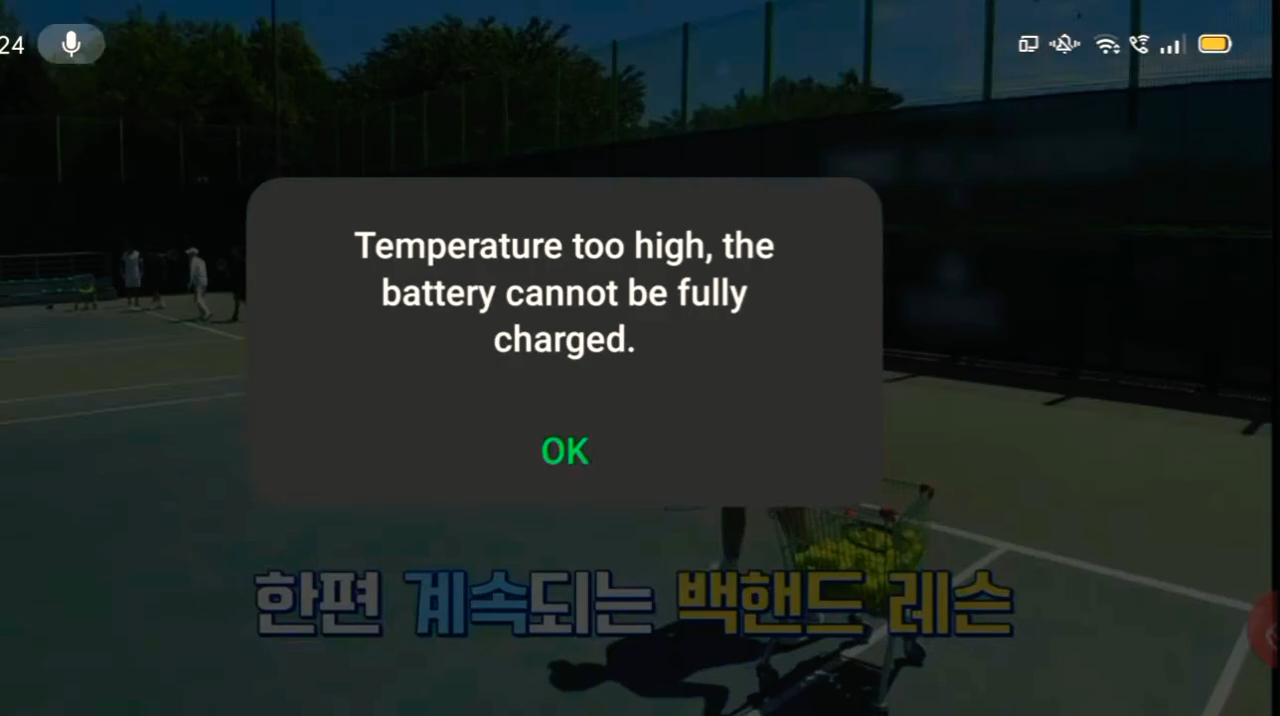 24
Temperature too high, the
battery cannot be fully
charged.
OK
한편 계속되는 백핸드 레슨